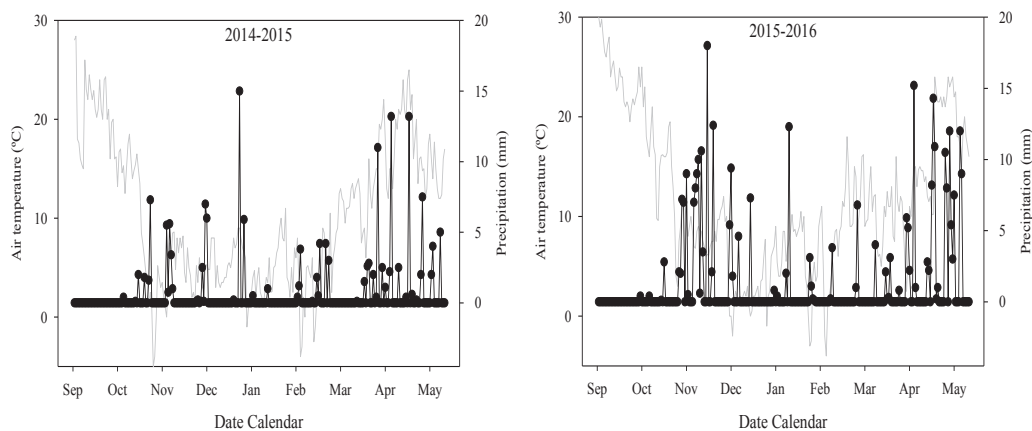 2014-2015
30
20
10
0
Air temperature (°C)
20
15
10
5
0
Precipitation (mm)
Sep Oct Nov Dec Jan Feb Mar Apr May
Date Calendar
2015-2016
30
20
10
0
Air temperature (°C)
20
15
10
5
0
Precipitation (mm)
Sep Oct Nov Dec Jan Feb Mar Apr May
Date Calendar